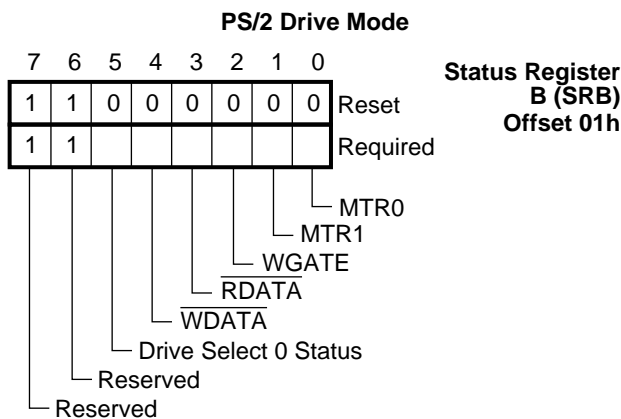 PS/2 Drive Mode
7 6 5 4 3 2 1 0
Status Register
B (SRB)
Offset 01h
1 1 0 0 0 0 0 0 Reset
1 1 Required
MTR0
MTR1
WGATE
R̅D̅A̅T̅A̅
W̅D̅A̅T̅A̅
Drive Select 0 Status
Reserved
Reserved